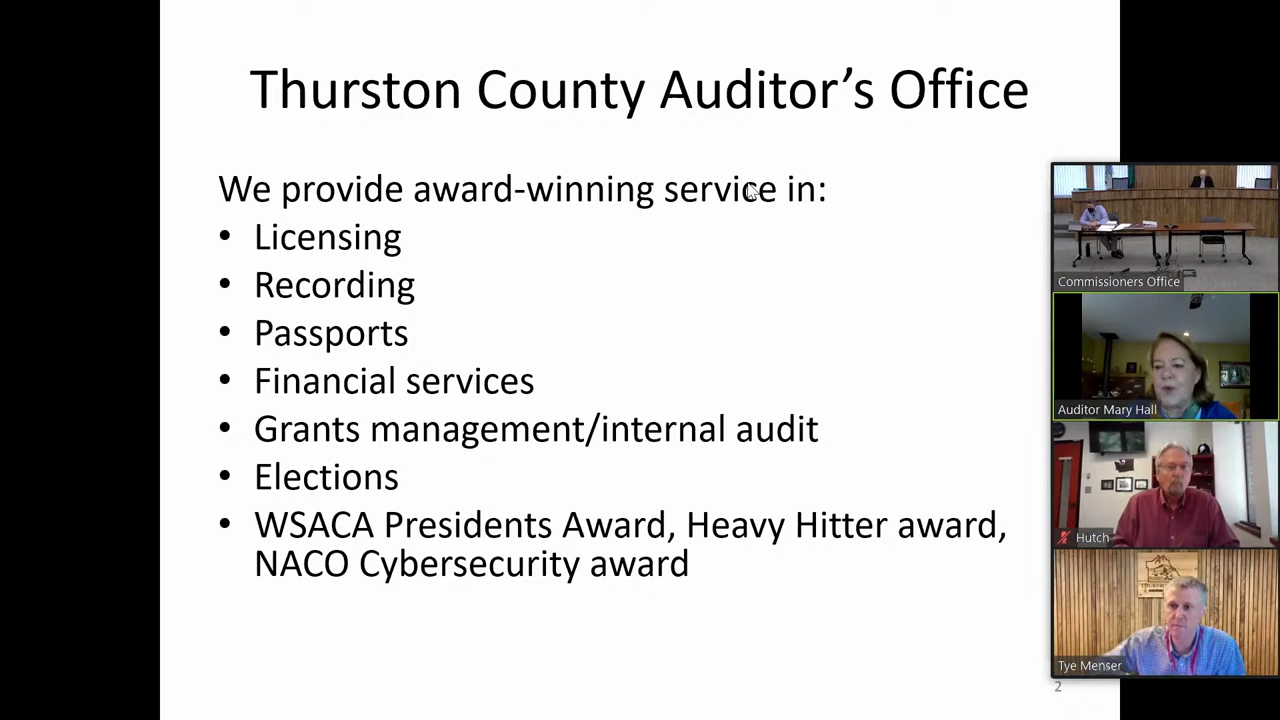 Thurston County Auditor’s Office
We provide award-winning service in:
• Licensing
• Recording
• Passports
• Financial services
• Grants management/internal audit
• Elections
• WSACA Presidents Award, Heavy Hitter award,
NACO Cybersecurity award
Commissioners Office
Auditor Mary Hall
Hutch
Tye Menser
2